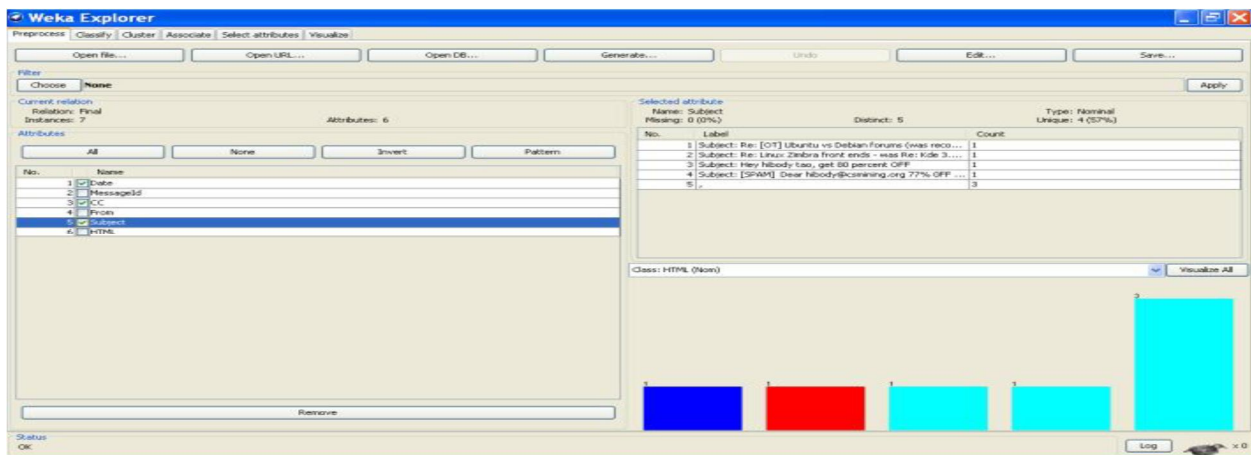 Weka Explorer
Preprocess Classify Cluster Associate Select attributes Visualize
Open file... Open URL... Open DB... Generate... Undo Edit... Save...
Filter
Choose None Apply
Current relation
Relation: Final
Instances: 7 Attributes: 6
Attributes
All None Invert Pattern
No. Name
1 Date
2 MessageId
3 CC
4 From
5 Subject
6 HTML
Remove
Selected attribute
Name: Subject Type: Nominal
Missing: 0 (0%) Distinct: 5 Unique: 4 (57%)
No. Label Count
1 Subject: Re: [OT] Ubuntu vs Debian forums (was reco... 1
2 Subject: Re: Linux Zimbra front ends - was Re: Kde 3.... 1
3 Subject: Hey hibody tao, get 80 percent OFF 1
4 Subject: [SPAM] Dear hibody@csmining.org 77% OFF ... 1
5 , 3
Class: HTML (Nom) Visualize All
1 1 1 1 3
Status
OK Log x 0